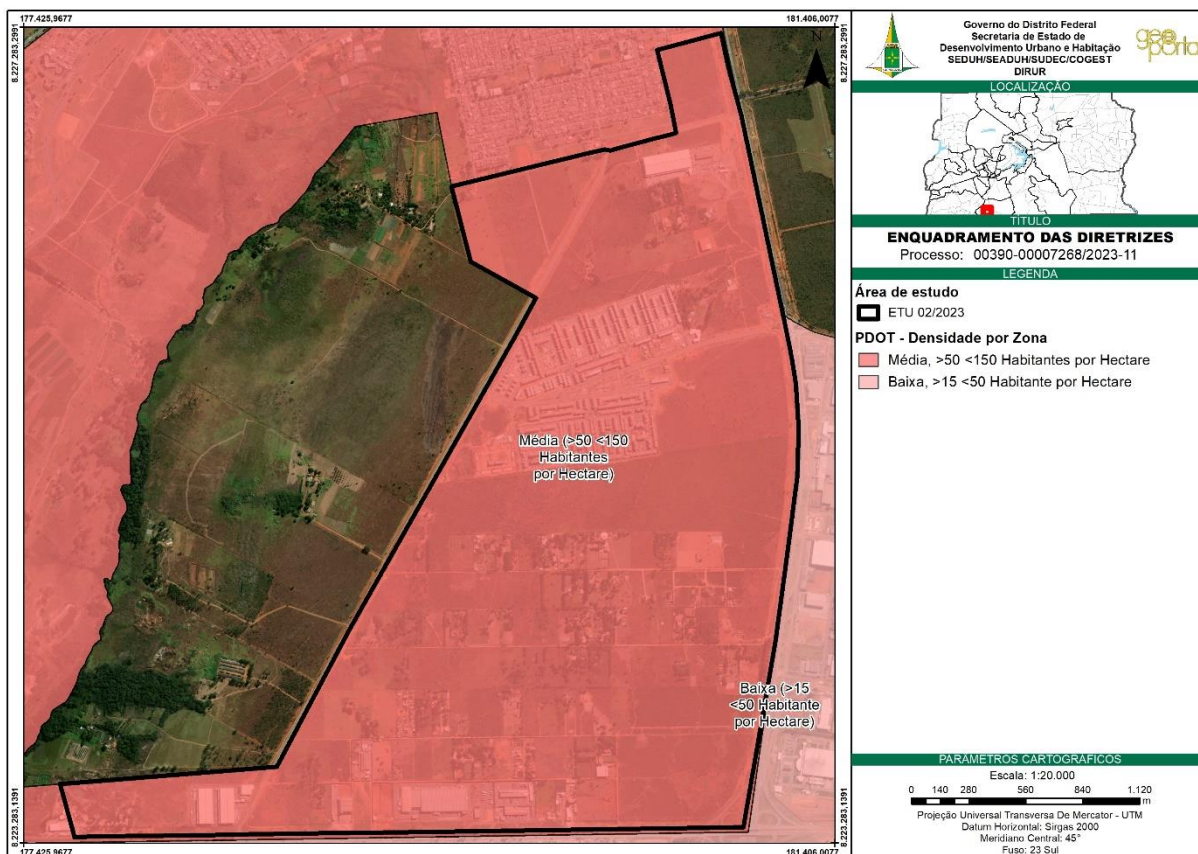 177.425,9677
181.406,0077
8.227.283,2991
8.227.283,2991
N
Média (>50 <150
Habitantes
por Hectare)
Baixa (>15
<50 Habitante
por Hectare)
8.223.283,1391
8.223.283,1391
177.425,9677
181.406,0077
Governo do Distrito Federal
Secretaria de Estado de
Desenvolvimento Urbano e Habitação
SEDUH/SEADUH/SUDEC/COGEST
DIRUR
geo
portal
LOCALIZAÇÃO
TÍTULO
ENQUADRAMENTO DAS DIRETRIZES
Processo: 00390-00007268/2023-11
LEGENDA
Área de estudo
ETU 02/2023
PDOT - Densidade por Zona
Média, >50 <150 Habitantes por Hectare
Baixa, >15 <50 Habitante por Hectare
PARAMETROS CARTOGRAFICOS
Escala: 1:20.000
0 140 280 560 840 1.120
m
Projeção Universal Transversa De Mercator - UTM
Datum Horizontal: Sirgas 2000
Meridiano Central: 45°
Fuso: 23 Sul